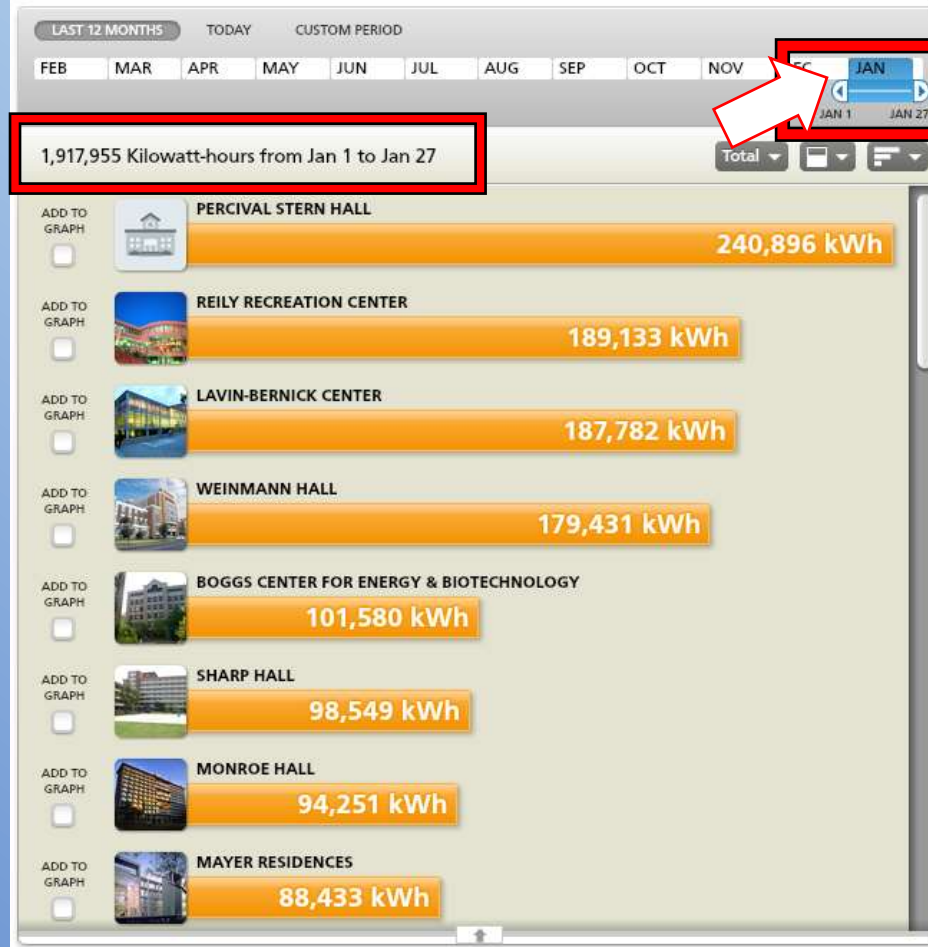 LAST 12 MONTHS TODAY CUSTOM PERIOD
FEB MAR APR MAY JUN JUL AUG SEP OCT NOV JAN
JAN 1 JAN 27
1,917,955 Kilowatt-hours from Jan 1 to Jan 27
Total
ADD TO GRAPH
PERCIVAL STERN HALL
240,896 kWh
ADD TO GRAPH
REILY RECREATION CENTER
189,133 kWh
ADD TO GRAPH
LAVIN-BERNICK CENTER
187,782 kWh
ADD TO GRAPH
WEINMANN HALL
179,431 kWh
ADD TO GRAPH
BOGGS CENTER FOR ENERGY & BIOTECHNOLOGY
101,580 kWh
ADD TO GRAPH
SHARP HALL
98,549 kWh
ADD TO GRAPH
MONROE HALL
94,251 kWh
ADD TO GRAPH
MAYER RESIDENCES
88,433 kWh